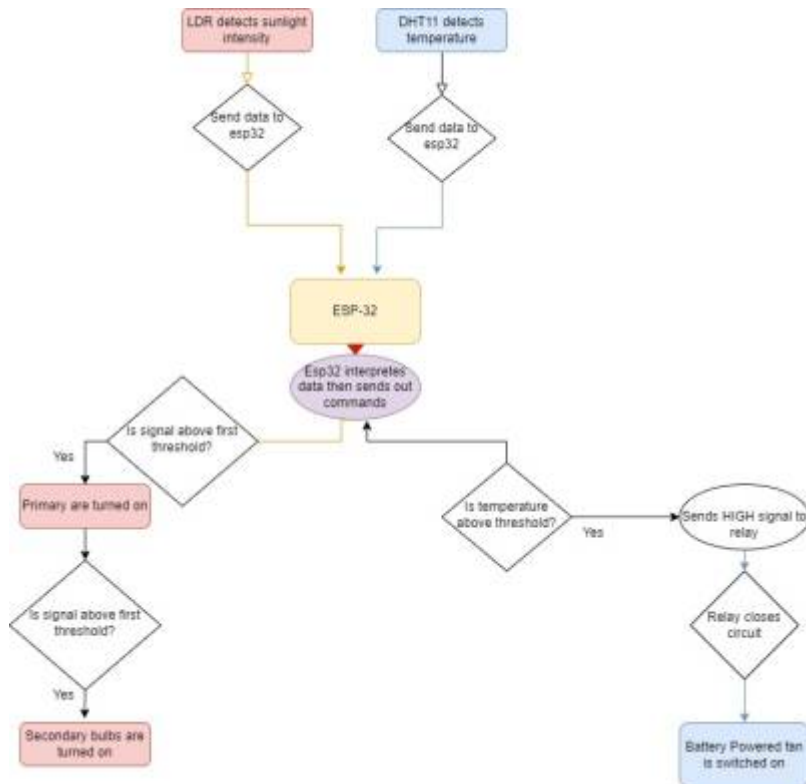 LDR detects sunlight
intensity
DHT11 detects
temperature
Send data to
esp32
Send data to
esp32
ESP-32
Esp32 interpretes
data then sends out
commands
Is signal above first
threshold?
Yes
Primary are turned on
Is signal above first
threshold?
Yes
Secondary bulbs are
turned on
Is temperature
above threshold?
Yes
Sends HIGH signal to
relay
Relay closes
circuit
Battery Powered fan
is switched on